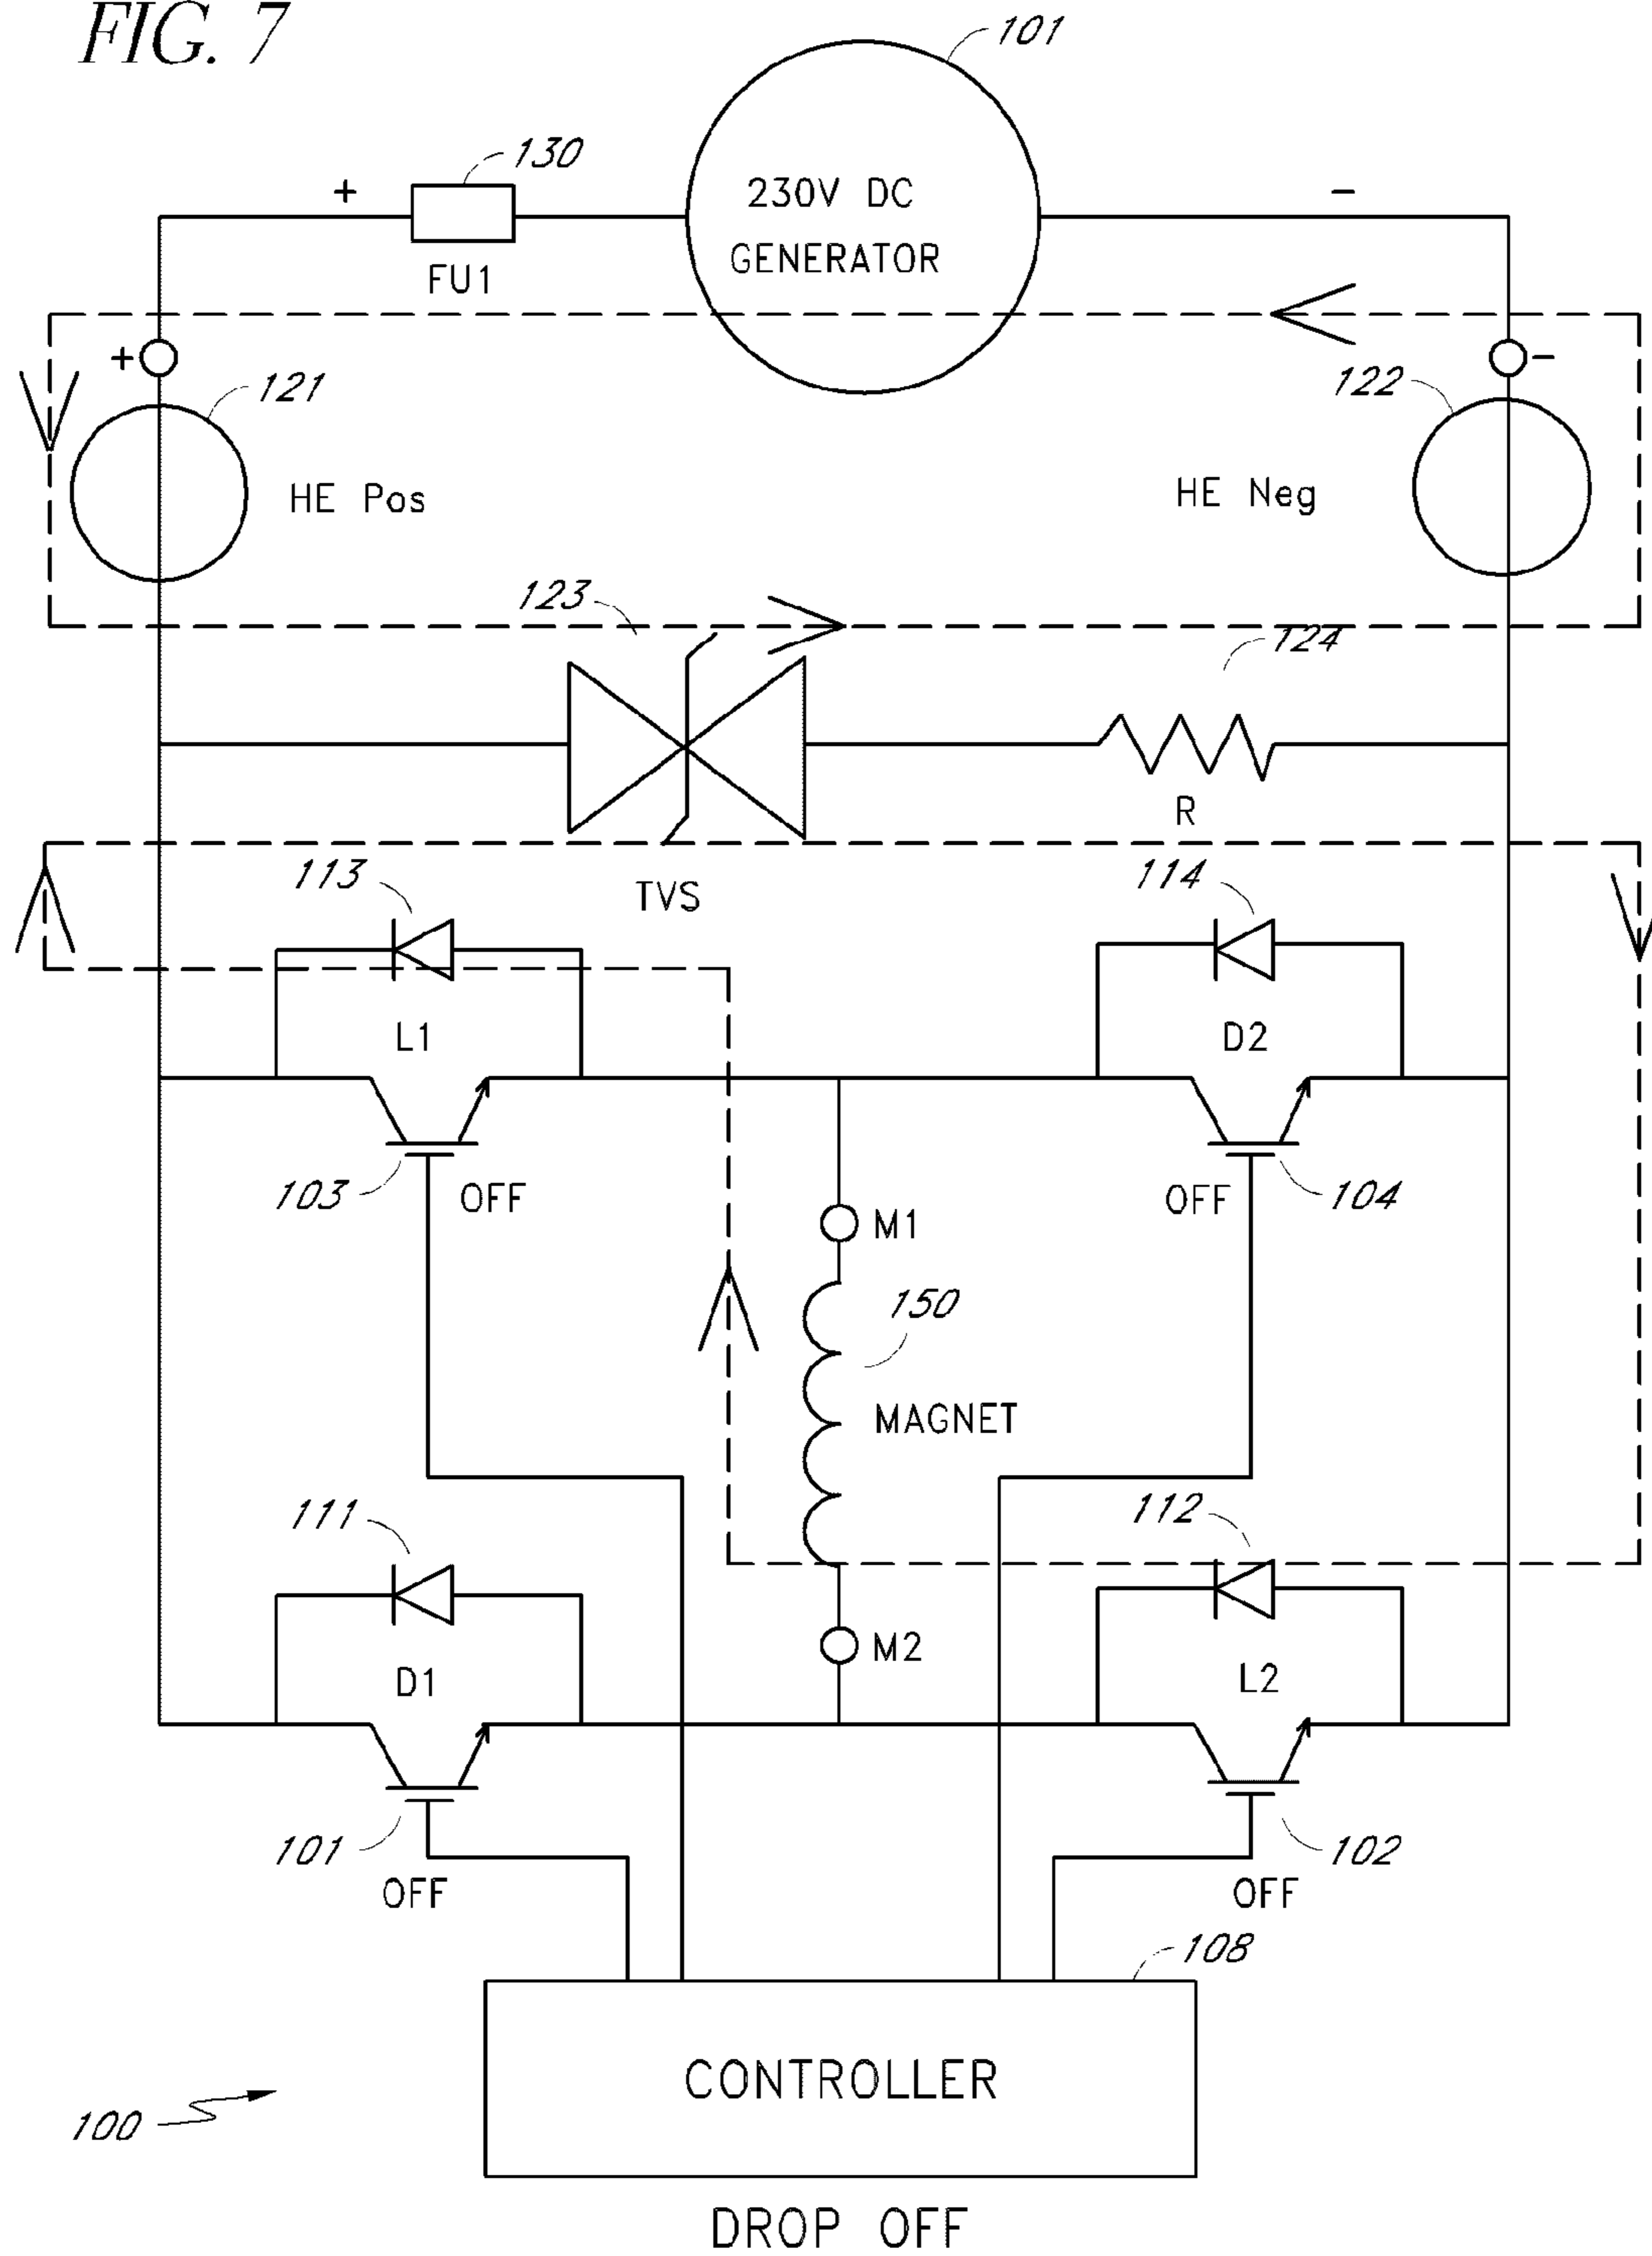 FIG. 7
101
130
+
230V DC
GENERATOR
−
FU1
+
−
121
122
HE Pos
HE Neg
123
124
R
TVS
113
114
L1
D2
103
OFF
OFF
104
M1
150
MAGNET
111
112
M2
D1
L2
101
OFF
102
OFF
108
CONTROLLER
100
DROP OFF